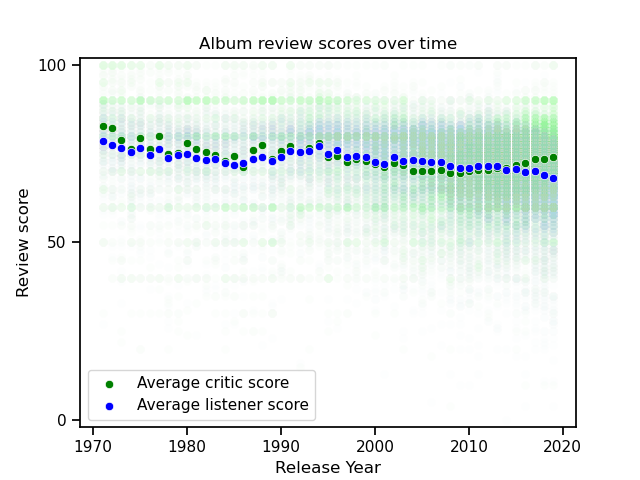 Album review scores over time
100
50
0
Review score
Average critic score
Average listener score
1970 1980 1990 2000 2010 2020
Release Year